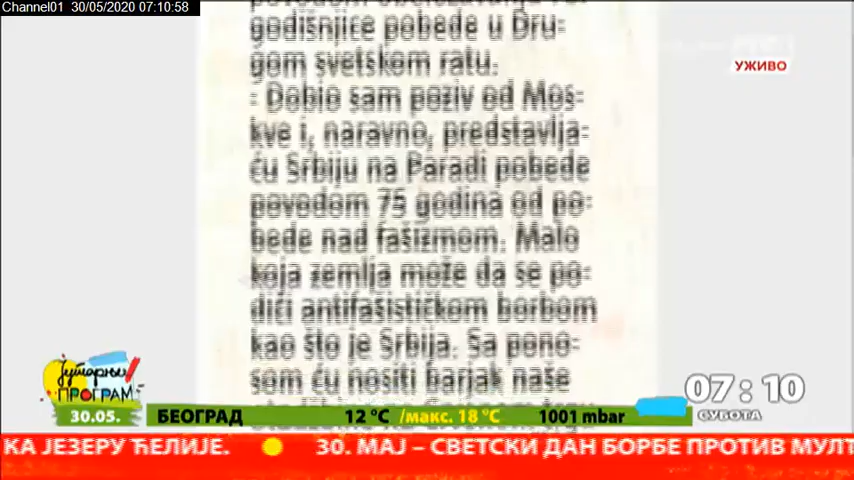 Channel01 30/05/2020 07:10:58
godišnjice pobede u Dru-
gom svetskom ratu.
- Dobio sam poziv od Mos-
kve i, naravno, predstavlja-
ću Srbiju na Paradi pobede
povodom 75 godina od po-
bede nad fašizmom. Malo
koja zemlja može da se po-
diči antifašističkom borbom
kao što je Srbija. Sa pono-
som ću nositi barjak naše
УЖИВО
Јутарњи
ПРОГРАМ
30.05.
БЕОГРАД 12 °C /макс. 18 °C 1001 mbar
07:10
СУБОТА
КА ЈЕЗЕРУ ЋЕЛИЈЕ. 30. МАЈ – СВЕТСКИ ДАН БОРБЕ ПРОТИВ МУЛТ